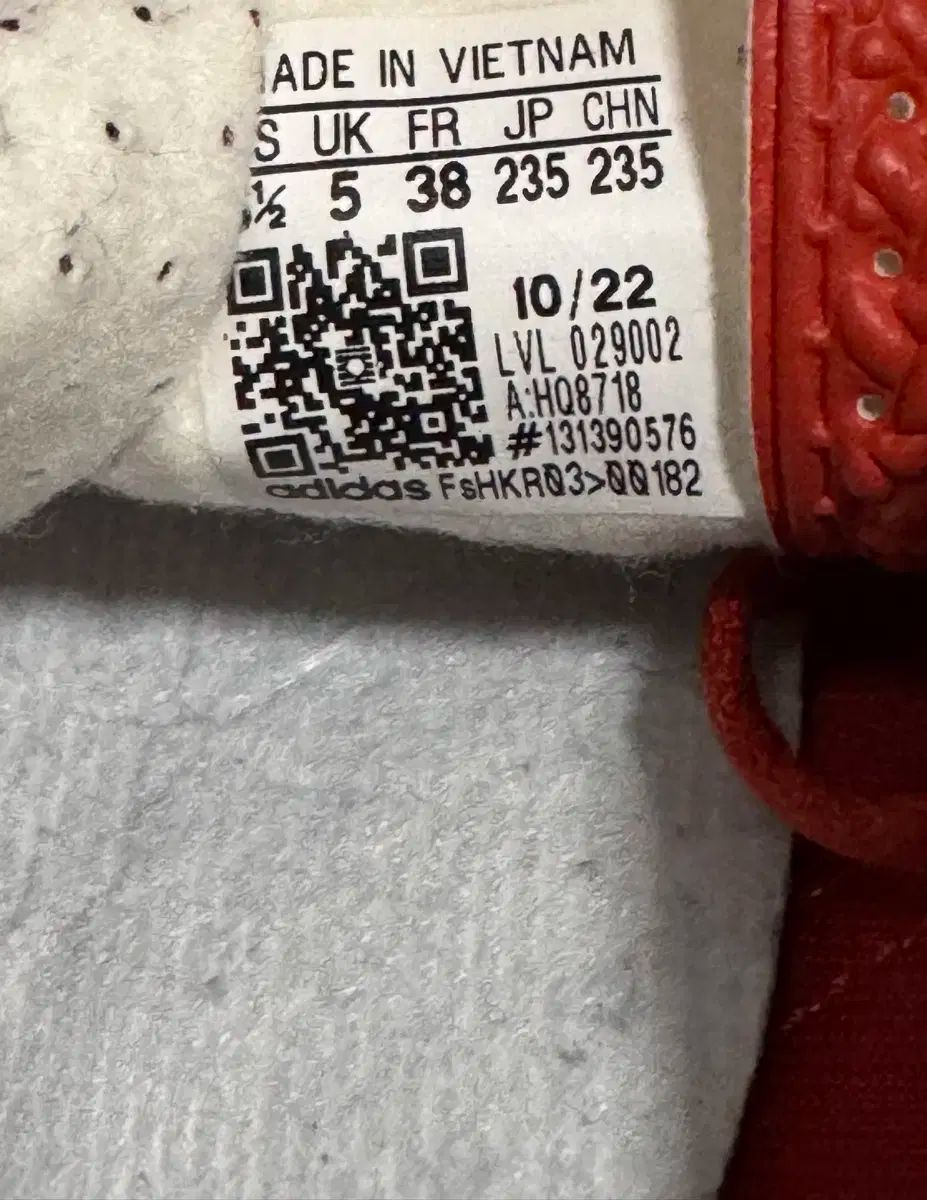 ADE IN VIETNAM
S UK FR JP CHN
½ 5 38 235 235
10/22
LVL 029002
A:HQ8718
#131390576
adidas FsHKR03>00182